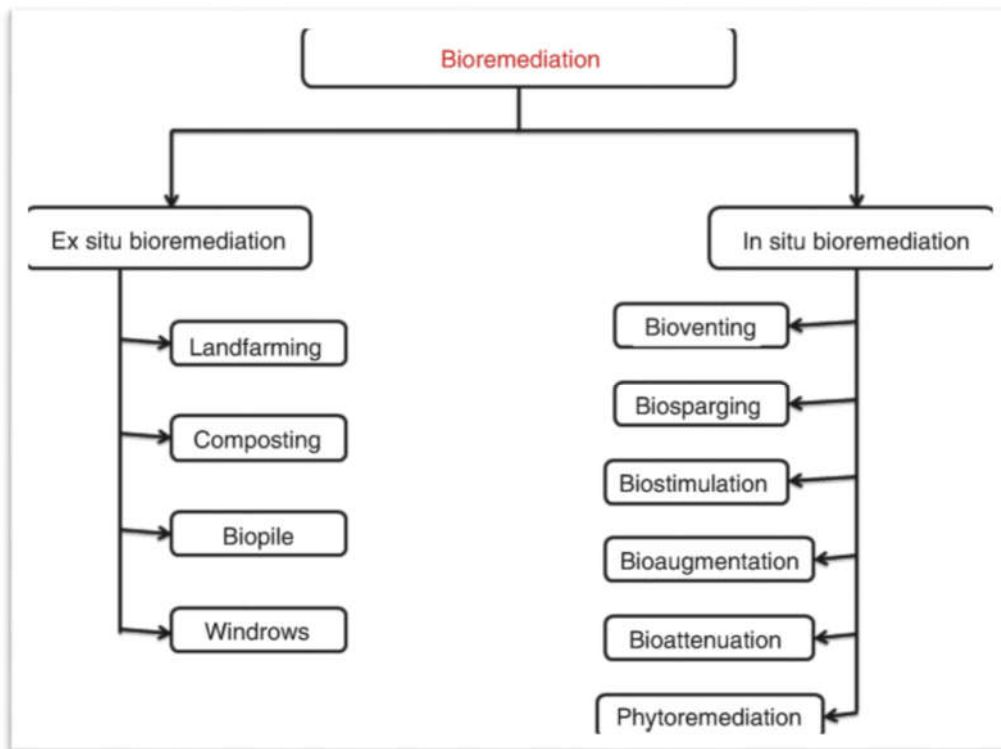 Bioremediation
Ex situ bioremediation
Landfarming
Composting
Biopile
Windrows
In situ bioremediation
Bioventing
Biosparging
Biostimulation
Bioaugmentation
Bioattenuation
Phytoremediation